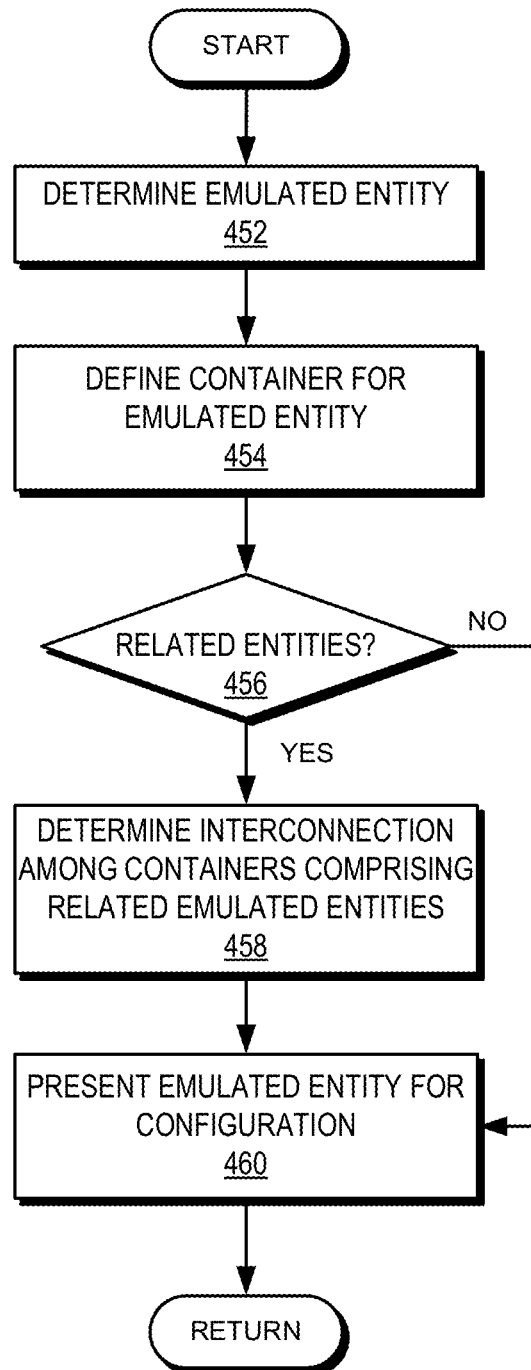 START
DETERMINE EMULATED ENTITY
452
DEFINE CONTAINER FOR
EMULATED ENTITY
454
RELATED ENTITIES?
456
NO
YES
DETERMINE INTERCONNECTION
AMONG CONTAINERS COMPRISING
RELATED EMULATED ENTITIES
458
PRESENT EMULATED ENTITY FOR
CONFIGURATION
460
RETURN